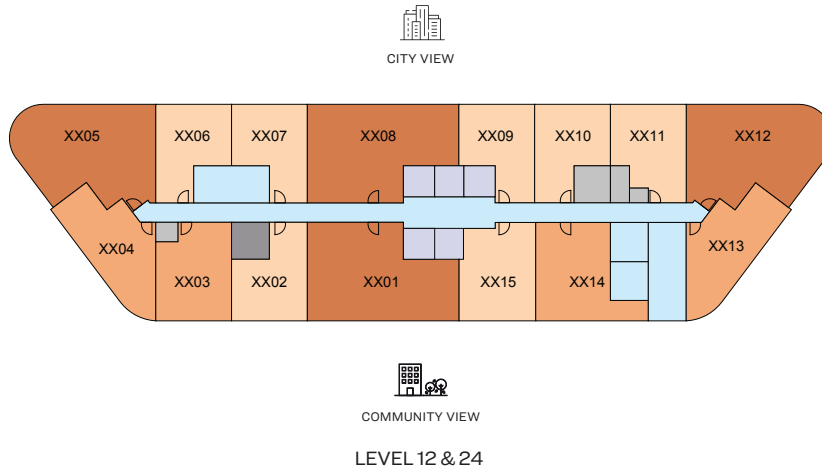 CITY VIEW
XX05
XX06
XX07
XX08
XX09
XX10
XX11
XX12
XX04
XX03
XX02
XX01
XX15
XX14
XX13
COMMUNITY VIEW
LEVEL 12 & 24